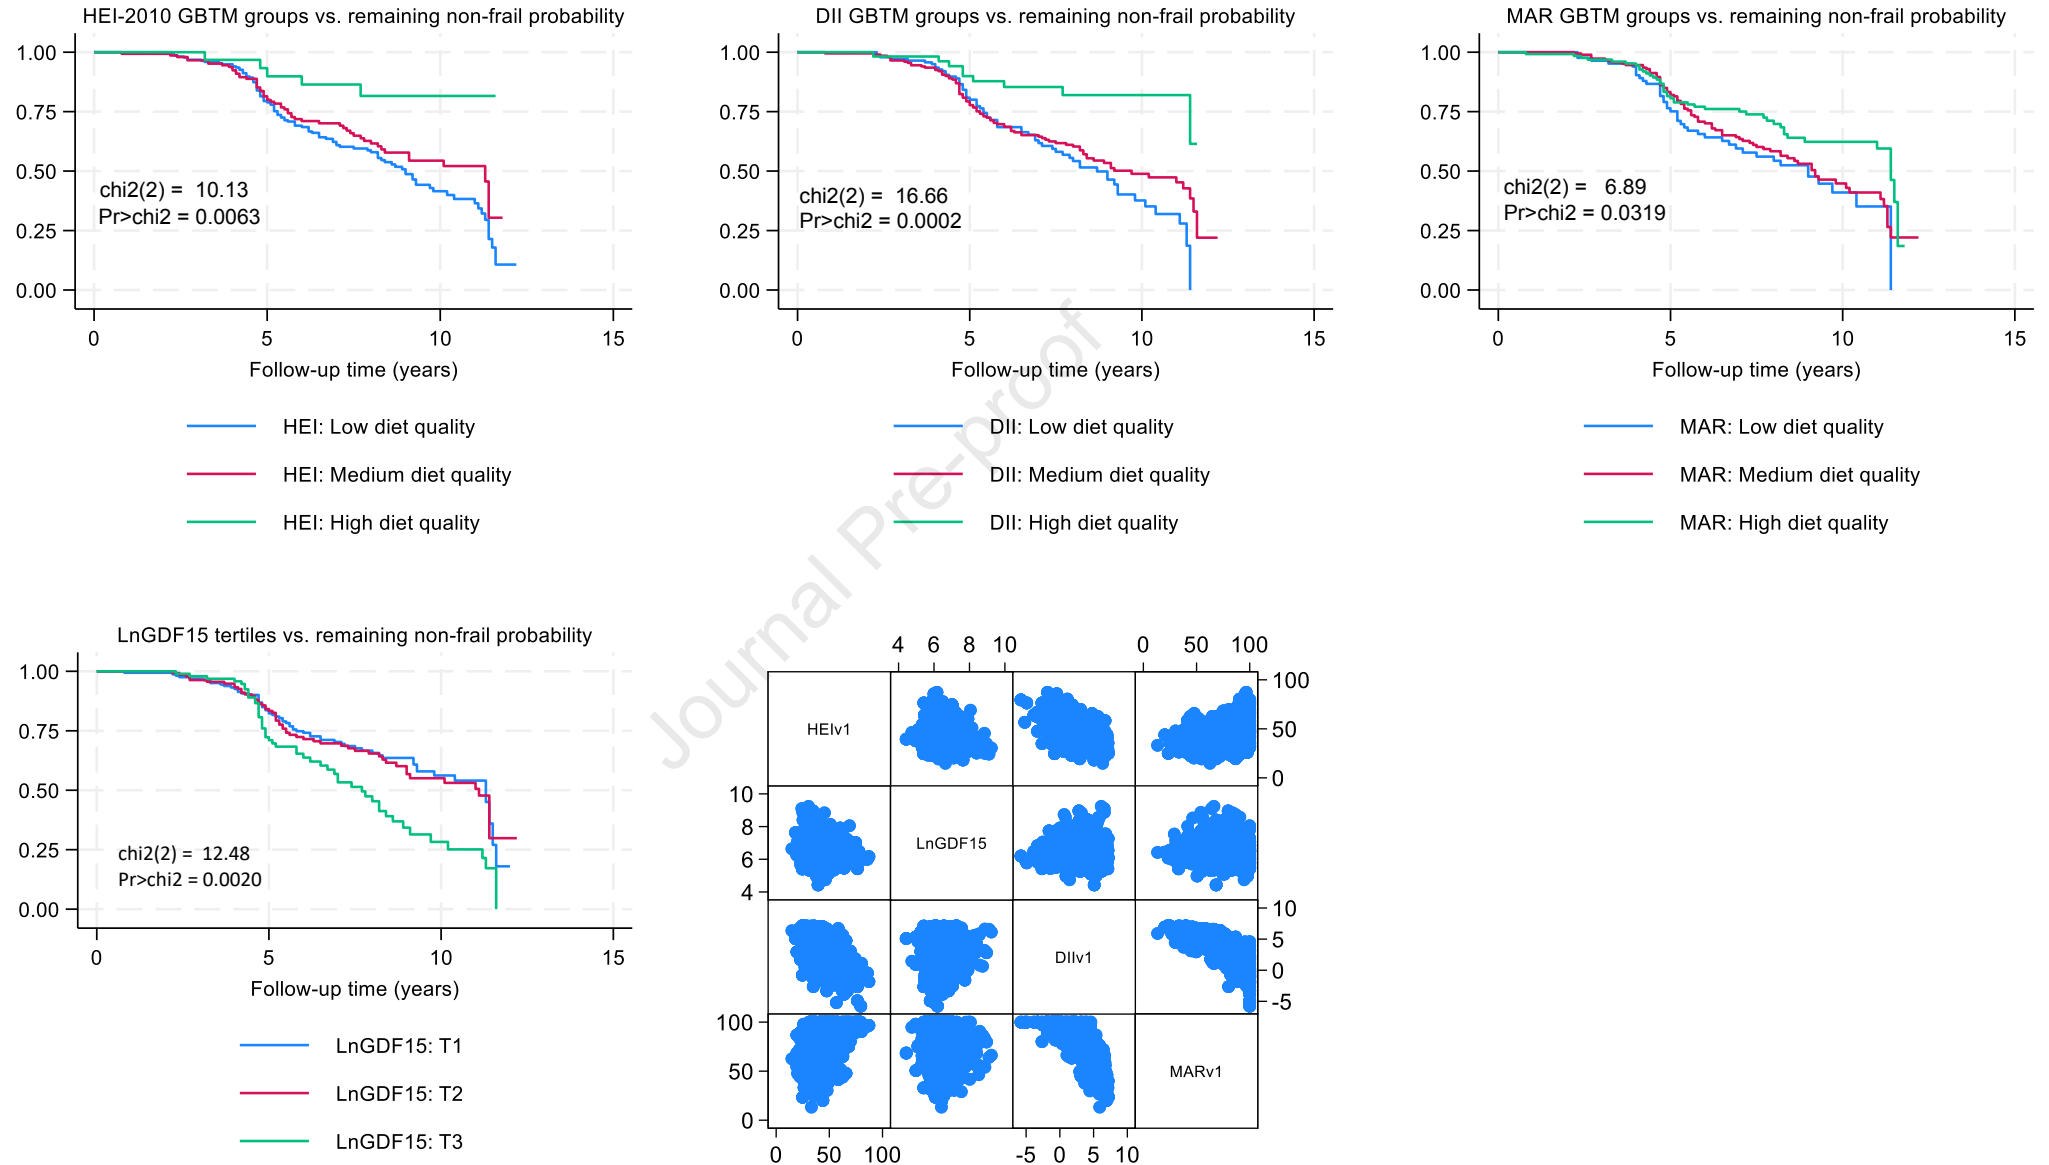 HEI-2010 GBTM groups vs. remaining non-frail probability
1.00
0.75
0.50
0.25
0.00
chi2(2) = 10.13
Pr>chi2 = 0.0063
0 5 10 15
Follow-up time (years)
HEI: Low diet quality
HEI: Medium diet quality
HEI: High diet quality
DII GBTM groups vs. remaining non-frail probability
1.00
0.75
0.50
0.25
0.00
chi2(2) = 16.66
Pr>chi2 = 0.0002
0 5 10 15
Follow-up time (years)
DII: Low diet quality
DII: Medium diet quality
DII: High diet quality
MAR GBTM groups vs. remaining non-frail probability
1.00
0.75
0.50
0.25
0.00
chi2(2) = 6.89
Pr>chi2 = 0.0319
0 5 10 15
Follow-up time (years)
MAR: Low diet quality
MAR: Medium diet quality
MAR: High diet quality
Journal Pre-proof
LnGDF15 tertiles vs. remaining non-frail probability
1.00
0.75
0.50
0.25
0.00
chi2(2) = 12.48
Pr>chi2 = 0.0020
0 5 10 15
Follow-up time (years)
LnGDF15: T1
LnGDF15: T2
LnGDF15: T3
4 6 8 10 0 50 100
HEIv1
100
50
0
10
8
6
4
LnGDF15
DIIv1
10
5
0
-5
100
50
0
MARv1
0 50 100 -5 0 5 10